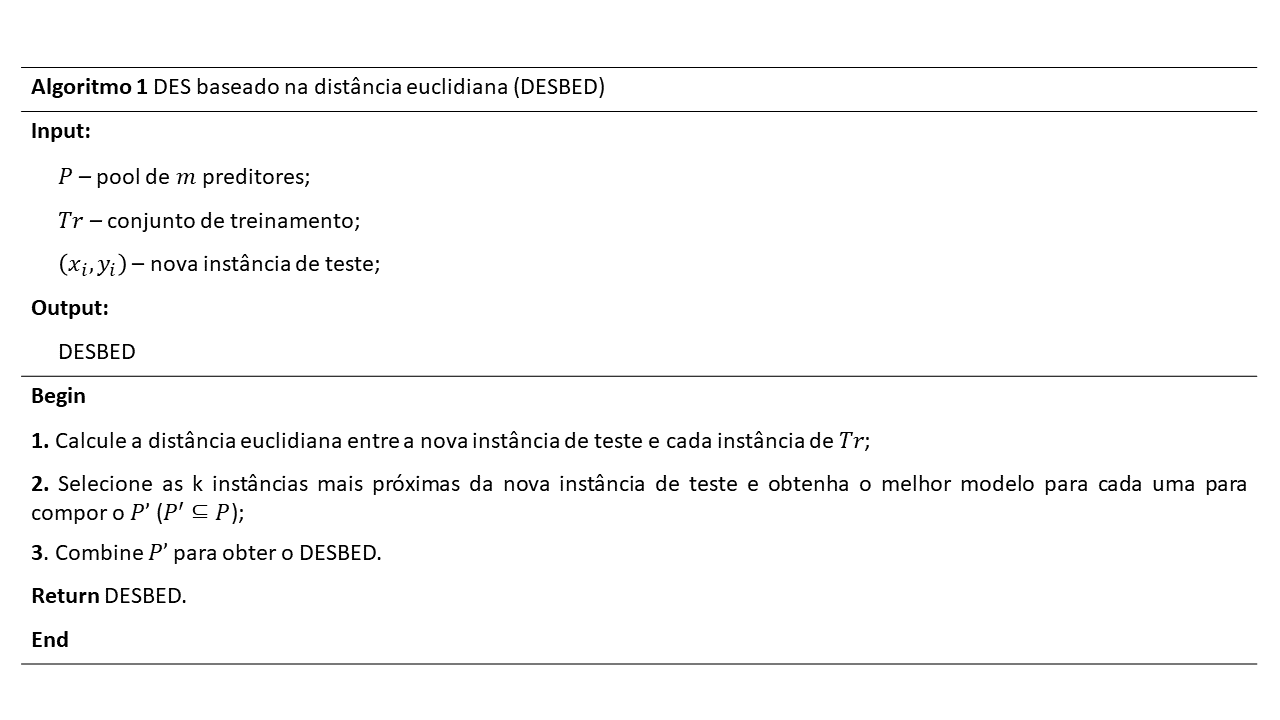 Algoritmo 1 DES baseado na distância euclidiana (DESBED)
Input:
P – pool de m preditores;
Tr – conjunto de treinamento;
(xᵢ, yᵢ) – nova instância de teste;
Output:
DESBED
Begin
1. Calcule a distância euclidiana entre a nova instância de teste e cada instância de Tr;
2. Selecione as k instâncias mais próximas da nova instância de teste e obtenha o melhor modelo para cada uma para
compor o P’ (P′ ⊆ P);
3. Combine P’ para obter o DESBED.
Return DESBED.
End